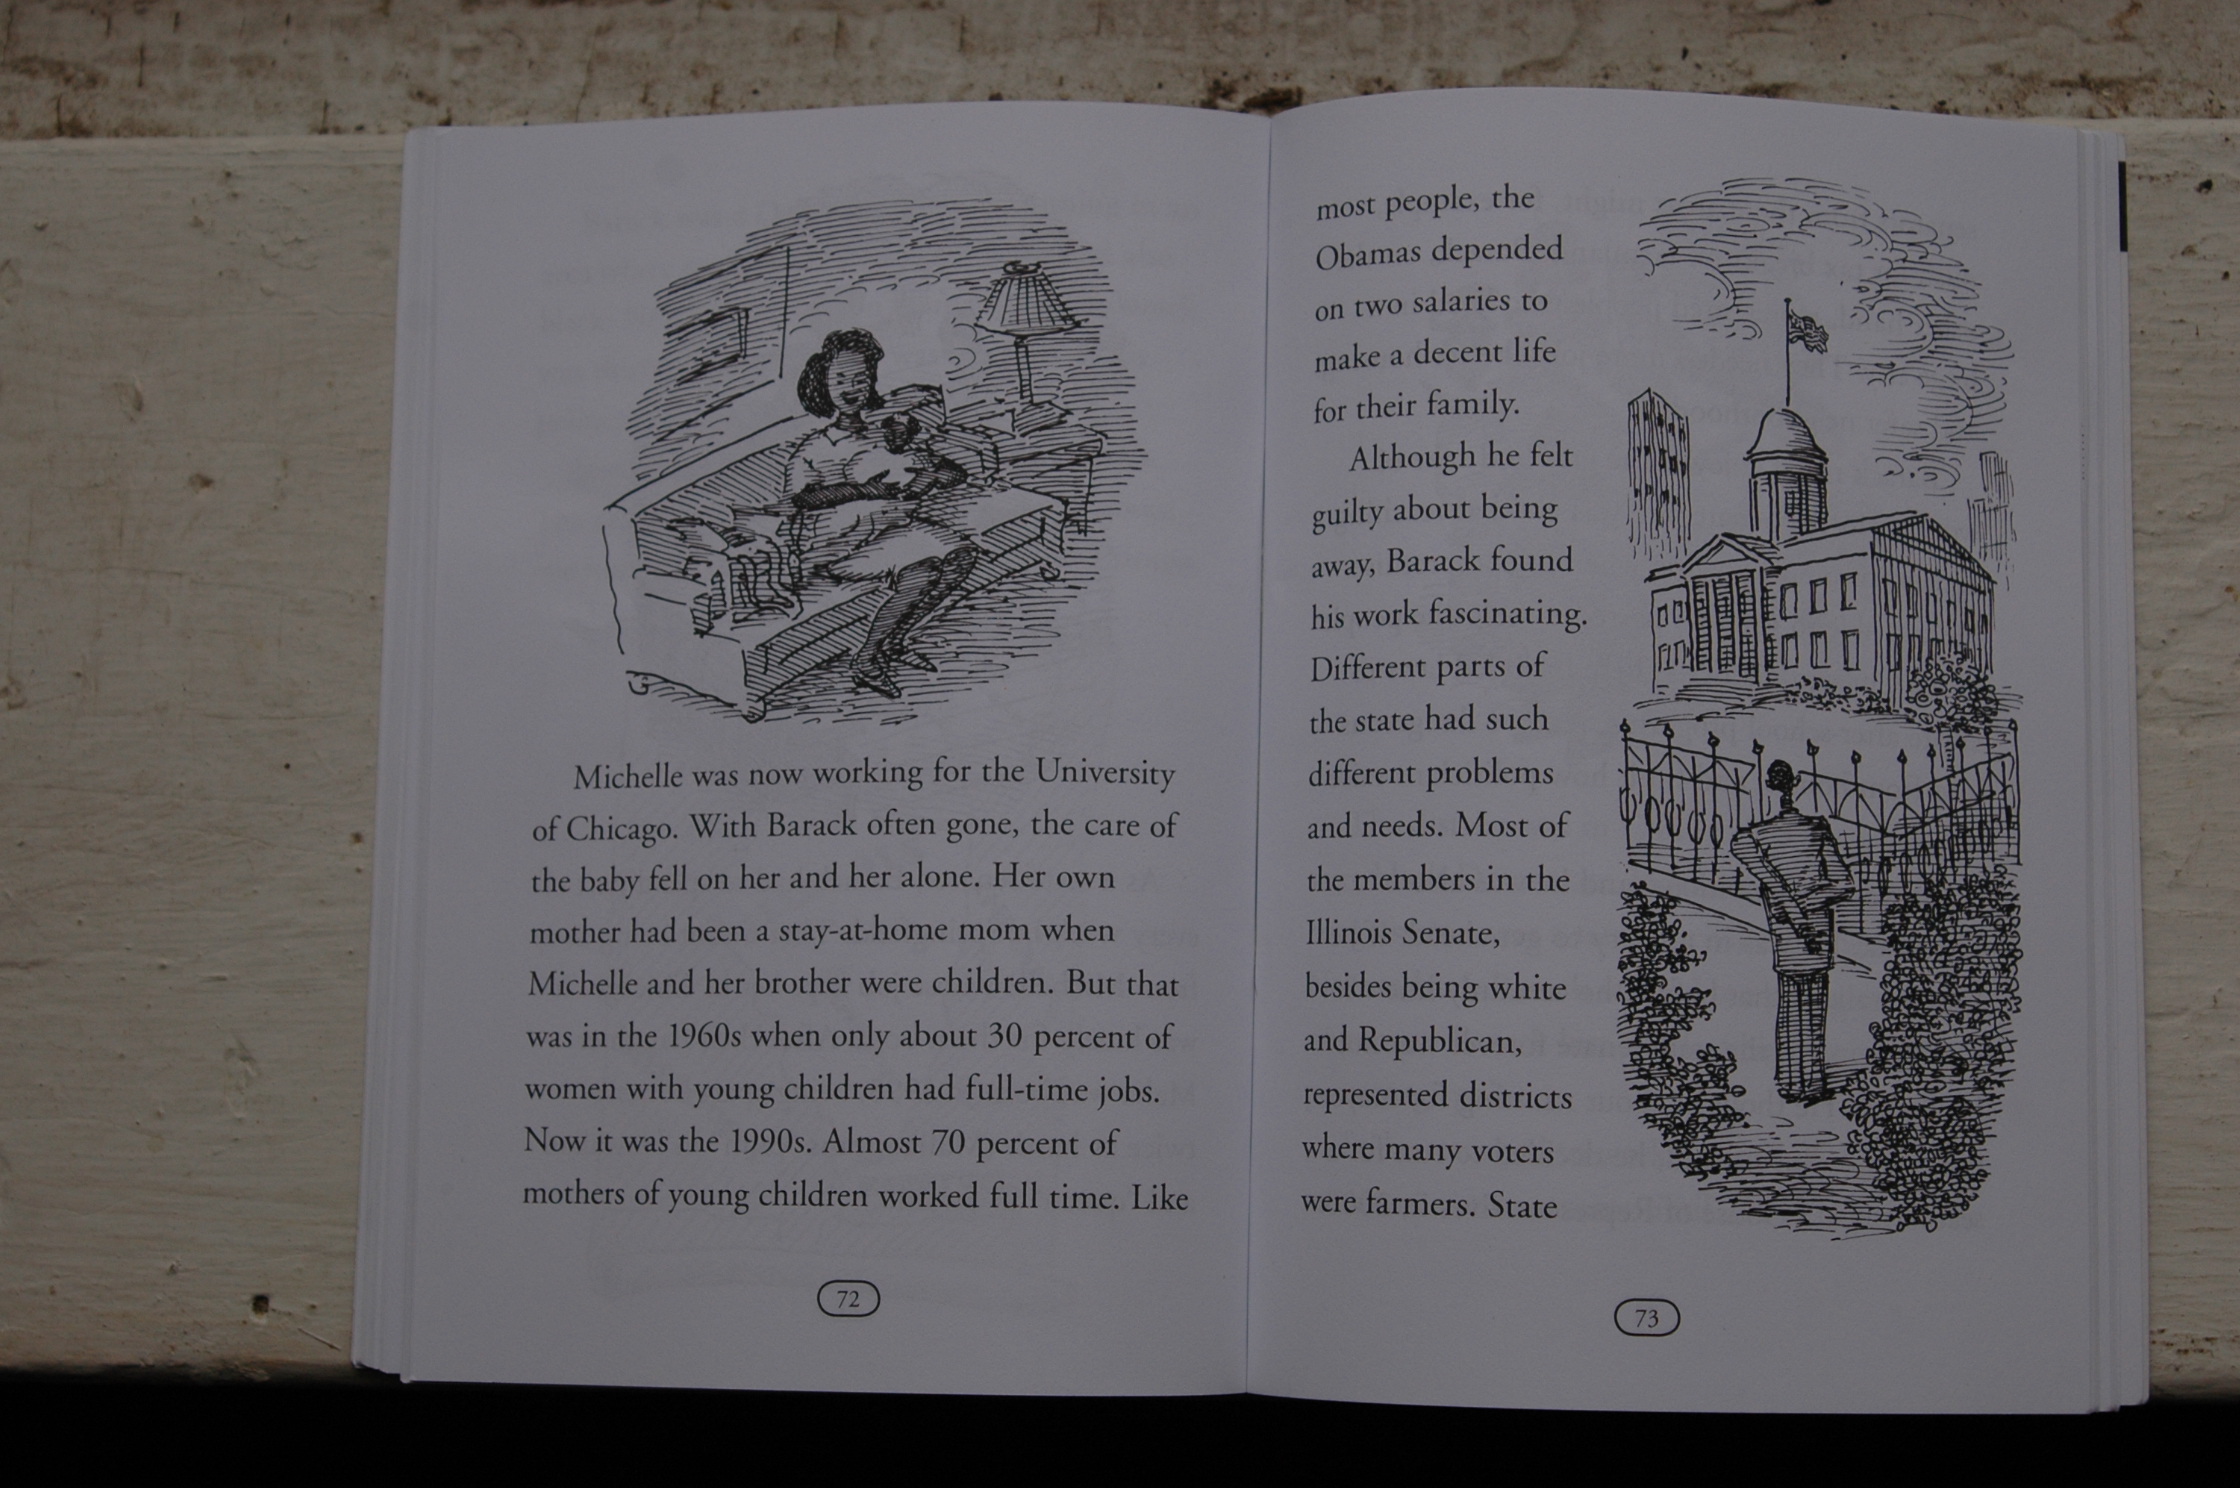 Michelle was now working for the University
of Chicago. With Barack often gone, the care of
the baby fell on her and her alone. Her own
mother had been a stay-at-home mom when
Michelle and her brother were children. But that
was in the 1960s when only about 30 percent of
women with young children had full-time jobs.
Now it was the 1990s. Almost 70 percent of
mothers of young children worked full time. Like
72
most people, the
Obamas depended
on two salaries to
make a decent life
for their family.
Although he felt
guilty about being
away, Barack found
his work fascinating.
Different parts of
the state had such
different problems
and needs. Most of
the members in the
Illinois Senate,
besides being white
and Republican,
represented districts
where many voters
were farmers. State
73